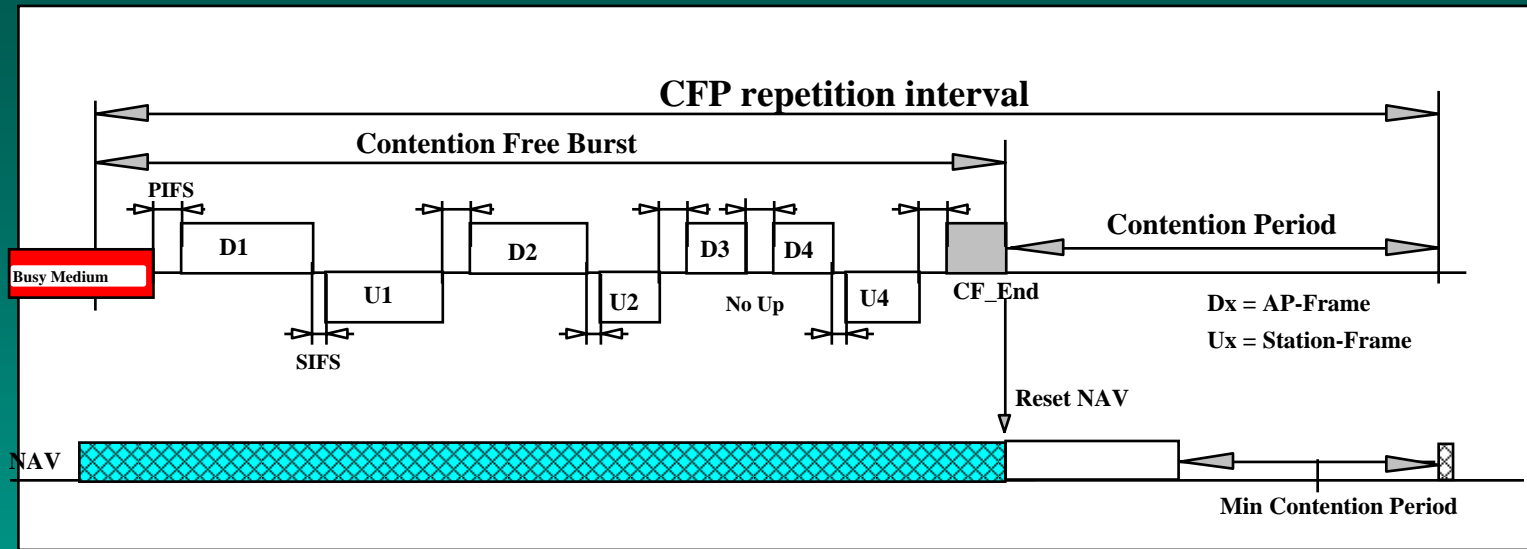 CFP repetition interval
Contention Free Burst
PIFS
Contention Period
D1
D2
D3
D4
Busy Medium
U1
U2
No Up
U4
CF_End
Dx = AP-Frame
Ux = Station-Frame
SIFS
Reset NAV
NAV
Min Contention Period